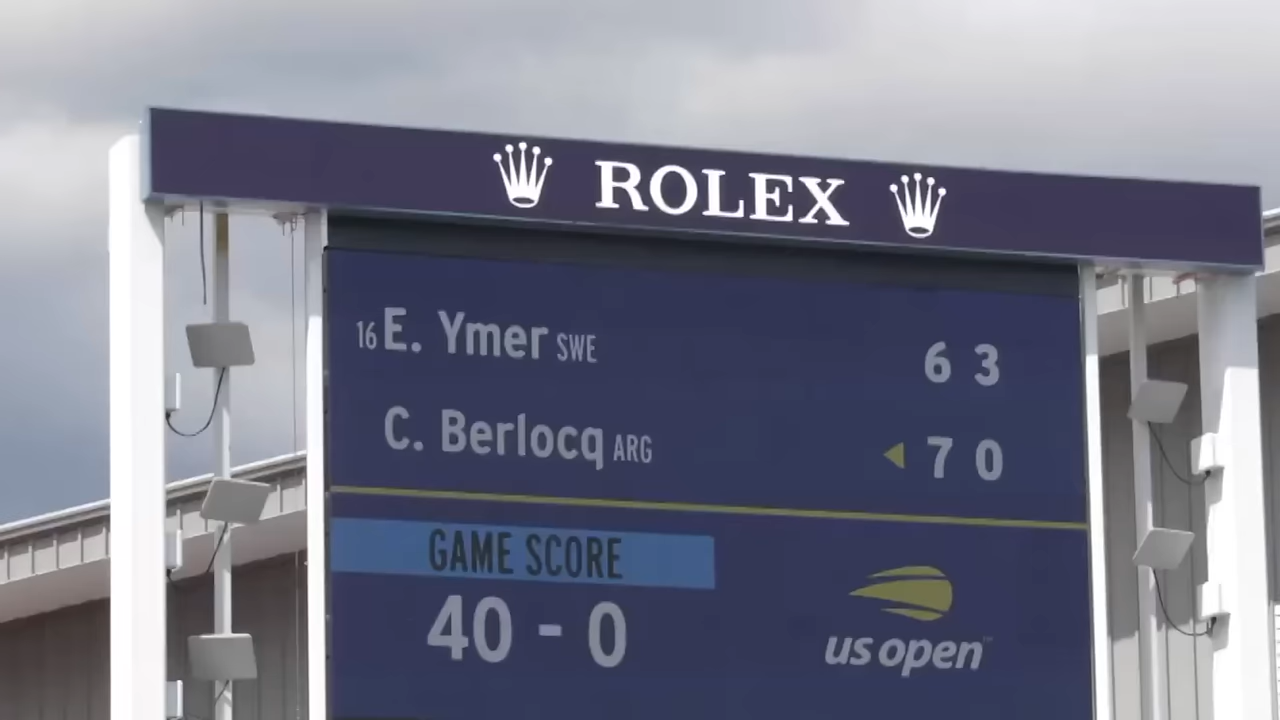 ROLEX
16 E. Ymer SWE 6 3
C. Berlocq ARG 7 0
GAME SCORE
40 - 0
us open